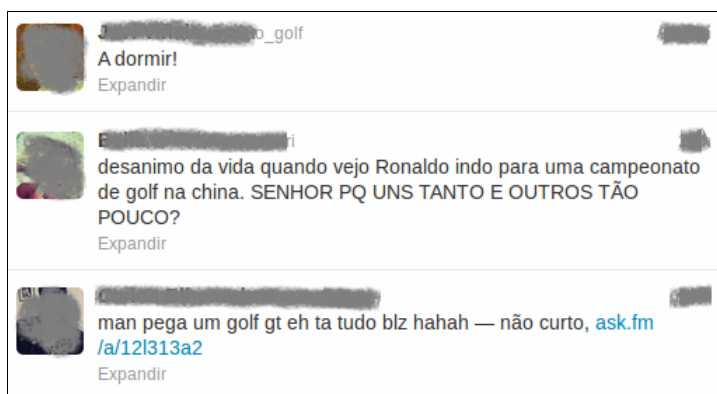 o_golf
A dormir!
Expandir
ri
desanimo da vida quando vejo Ronaldo indo para uma campeonato
de golf na china. SENHOR PQ UNS TANTO E OUTROS TÃO
POUCO?
Expandir
man pega um golf gt eh ta tudo blz hahah — não curto, ask.fm
/a/12l313a2
Expandir